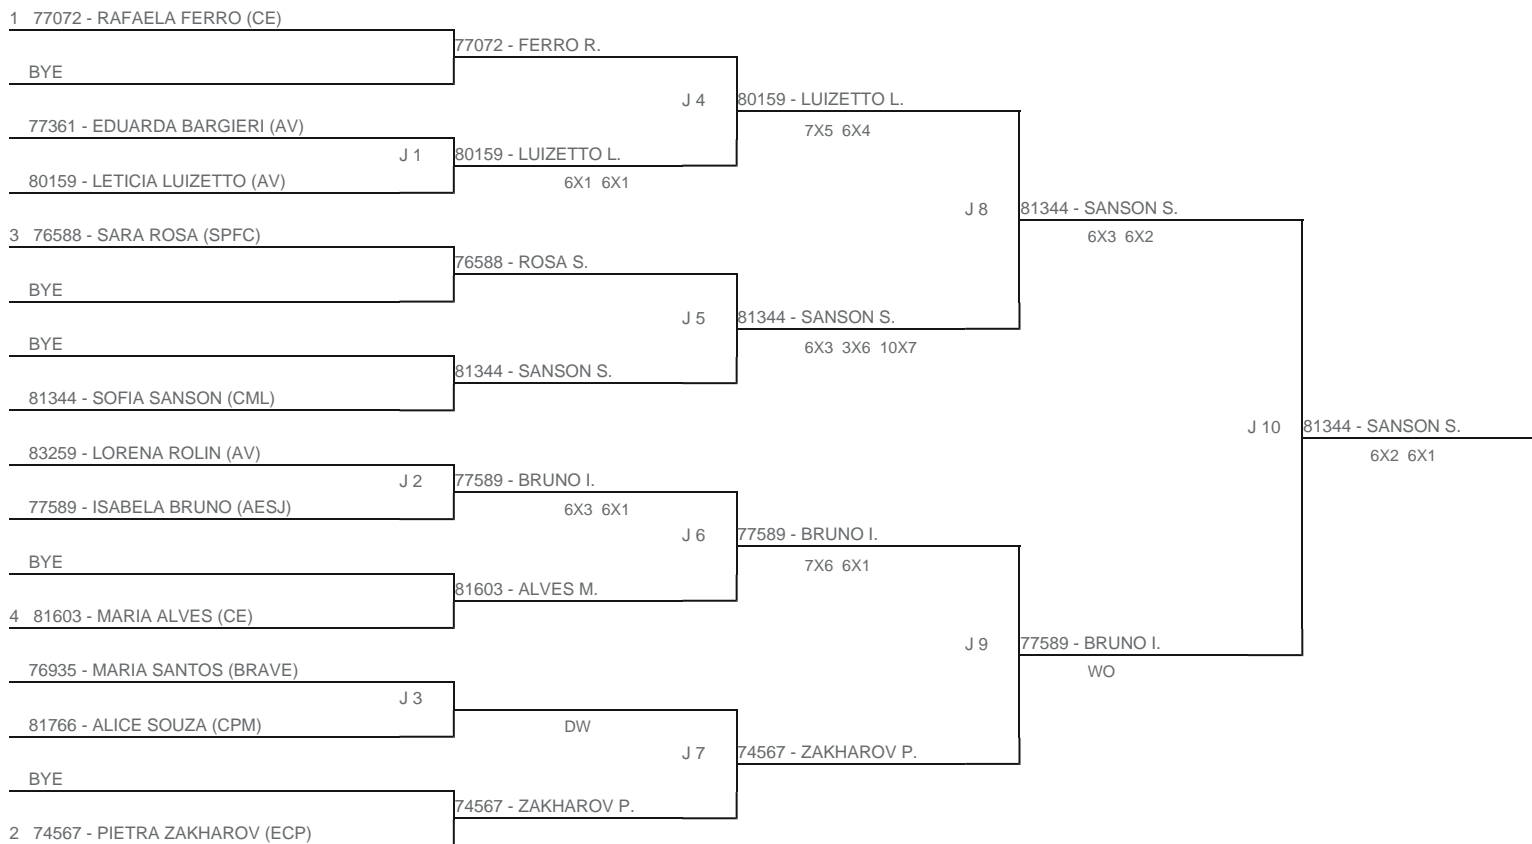 1 77072 - RAFAELA FERRO (CE)
77072 - FERRO R.
BYE
J 4
80159 - LUIZETTO L.
7X5 6X4
77361 - EDUARDA BARGIERI (AV)
J 1
80159 - LUIZETTO L.
6X1 6X1
80159 - LETICIA LUIZETTO (AV)
J 8
81344 - SANSON S.
6X3 6X2
3 76588 - SARA ROSA (SPFC)
76588 - ROSA S.
BYE
J 5
81344 - SANSON S.
6X3 3X6 10X7
BYE
81344 - SANSON S.
81344 - SOFIA SANSON (CML)
J 10
81344 - SANSON S.
6X2 6X1
83259 - LORENA ROLIN (AV)
J 2
77589 - BRUNO I.
6X3 6X1
77589 - ISABELA BRUNO (AESJ)
J 6
77589 - BRUNO I.
7X6 6X1
BYE
81603 - ALVES M.
4 81603 - MARIA ALVES (CE)
J 9
77589 - BRUNO I.
WO
76935 - MARIA SANTOS (BRAVE)
J 3
81766 - ALICE SOUZA (CPM)
DW
J 7
74567 - ZAKHAROV P.
BYE
74567 - ZAKHAROV P.
2 74567 - PIETRA ZAKHAROV (ECP)